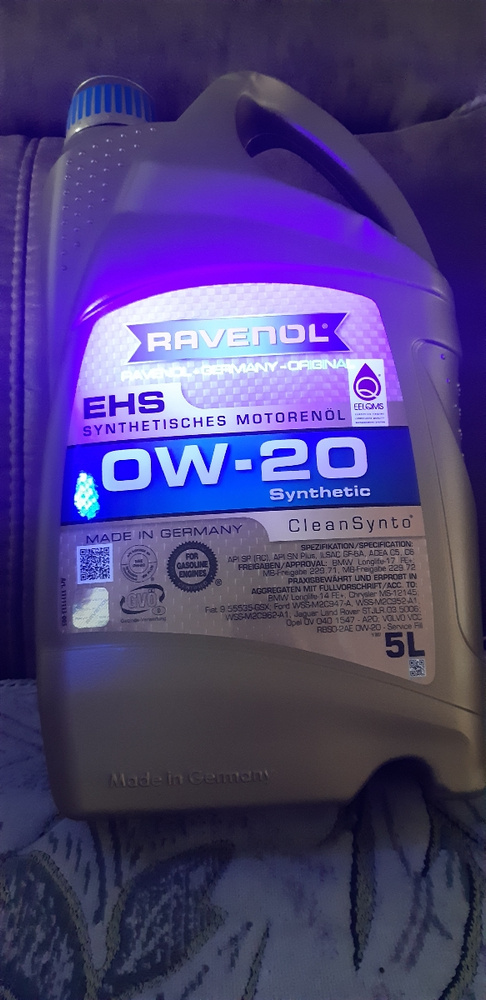 RAVENOL
RAVENOL-GERMANY-ORIGINAL
EHS
SYNTHETISCHES MOTORENÖL
EELQMS
0W-20
Synthetic
MADE IN GERMANY
CleanSynto®
FOR
GASOLINE
ENGINES
SPEZIFIKATION/SPECIFICATION:
API SP (RC), API SN Plus, ILSAC GF-6A, ACEA C5, C6
FREIGABEN/APPROVAL: BMW Longlife-17 FE+,
MB-Freigabe 229.71, MB-Freigabe 229.72
PRAXISBEWÄHRT UND ERPROBT IN
AGGREGATEN MIT FÜLLVORSCHRIFT/ACC. TO:
BMW Longlife-14 FE+, Chrysler MS-12145,
Fiat 9.55535-GSX, Ford WSS-M2C947-A, WSS-M2C952-A1,
WSS-M2C962-A1, Jaguar Land Rover STJLR.03.5006,
Opel OV 040 1547 - A20, VOLVO VCC
RBS0-2AE 0W-20 - Service Fill
5L
Made in Germany